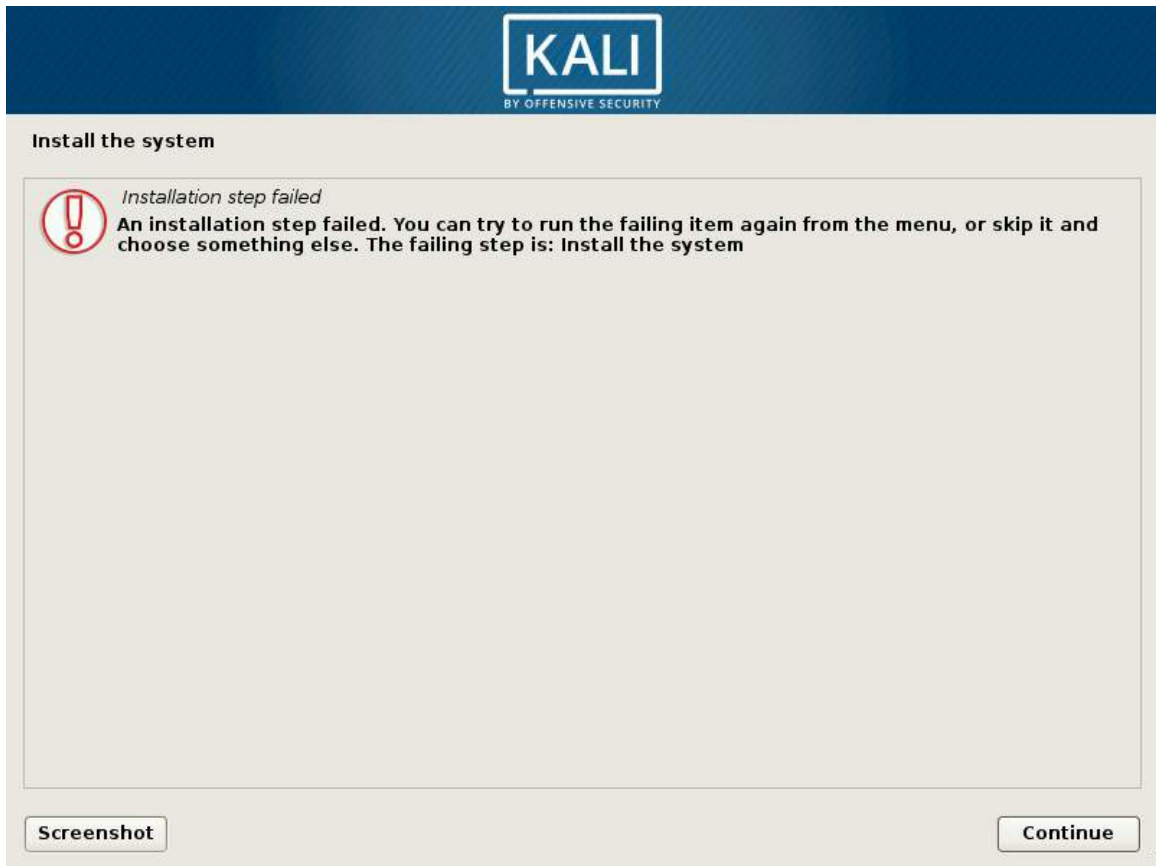 KALI
BY OFFENSIVE SECURITY
Install the system
Installation step failed
An installation step failed. You can try to run the failing item again from the menu, or skip it and
choose something else. The failing step is: Install the system
Screenshot
Continue